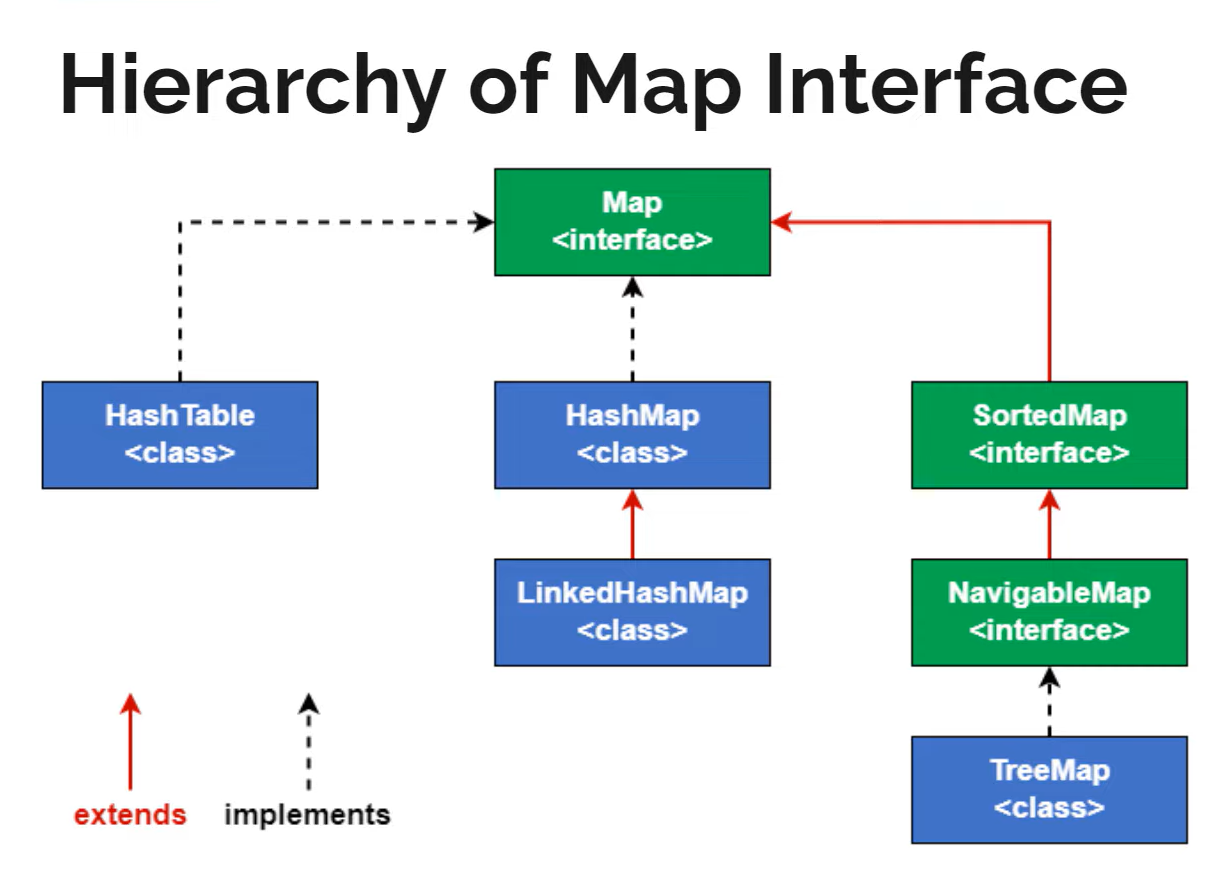 Hierarchy of Map Interface
Map
<interface>
HashTable
<class>
HashMap
<class>
SortedMap
<interface>
LinkedHashMap
<class>
NavigableMap
<interface>
TreeMap
<class>
extends
implements